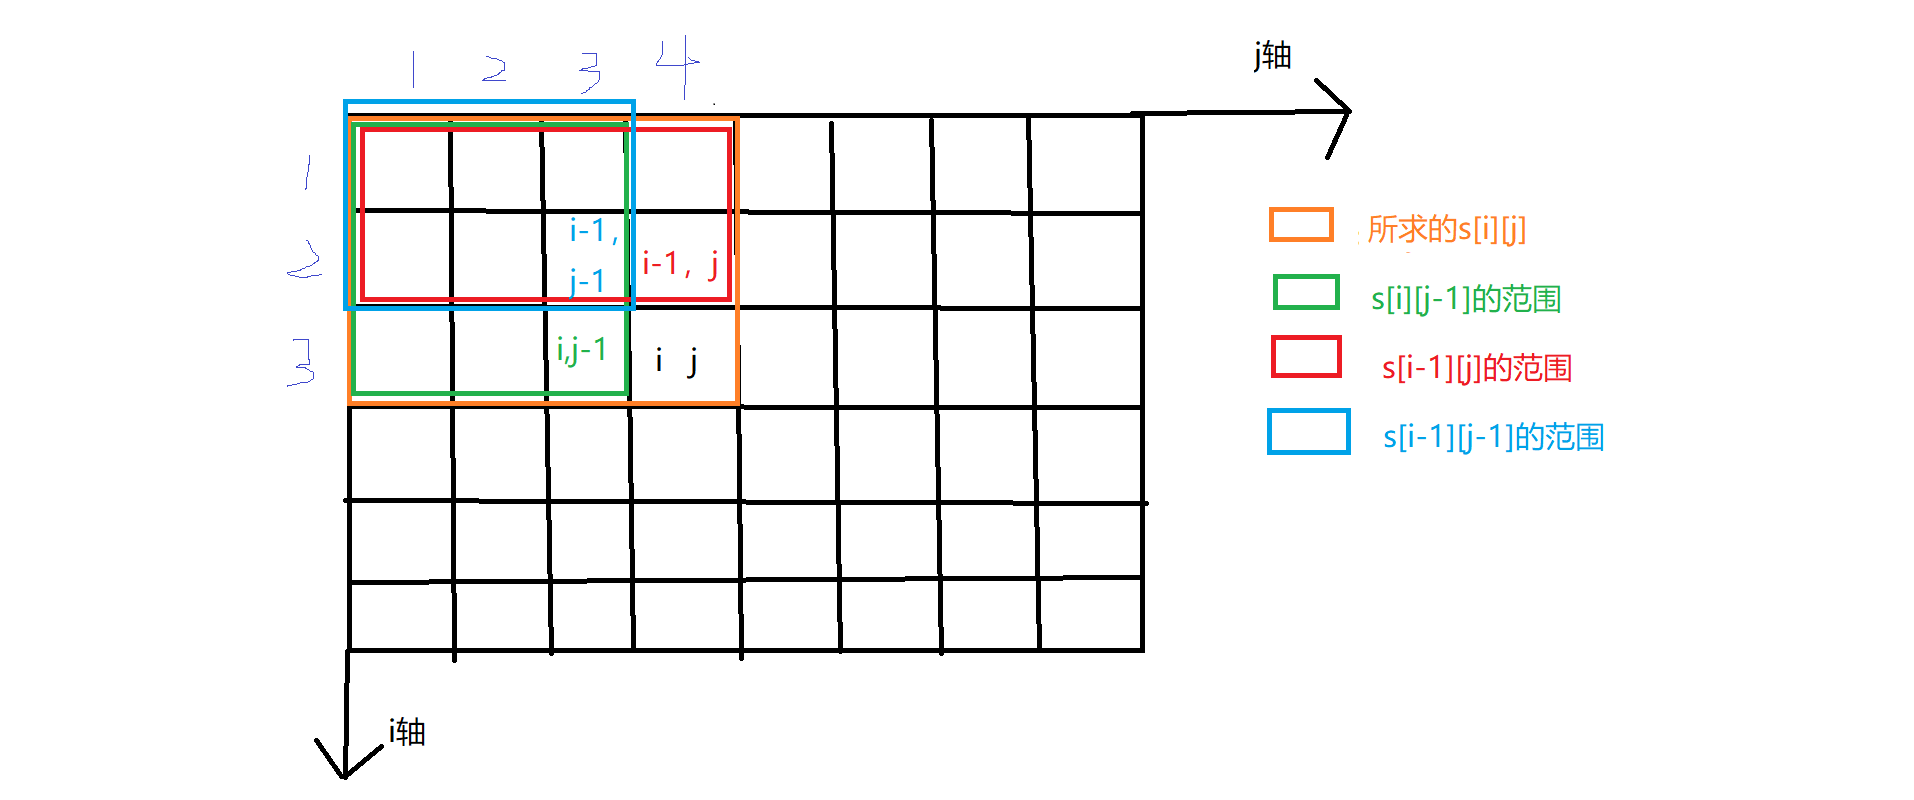 1 2 3 4
j轴
1
2
3
i-1,
j-1
i-1, j
i,j-1
i j
所求的s[i][j]
s[i][j-1]的范围
s[i-1][j]的范围
s[i-1][j-1]的范围
i轴